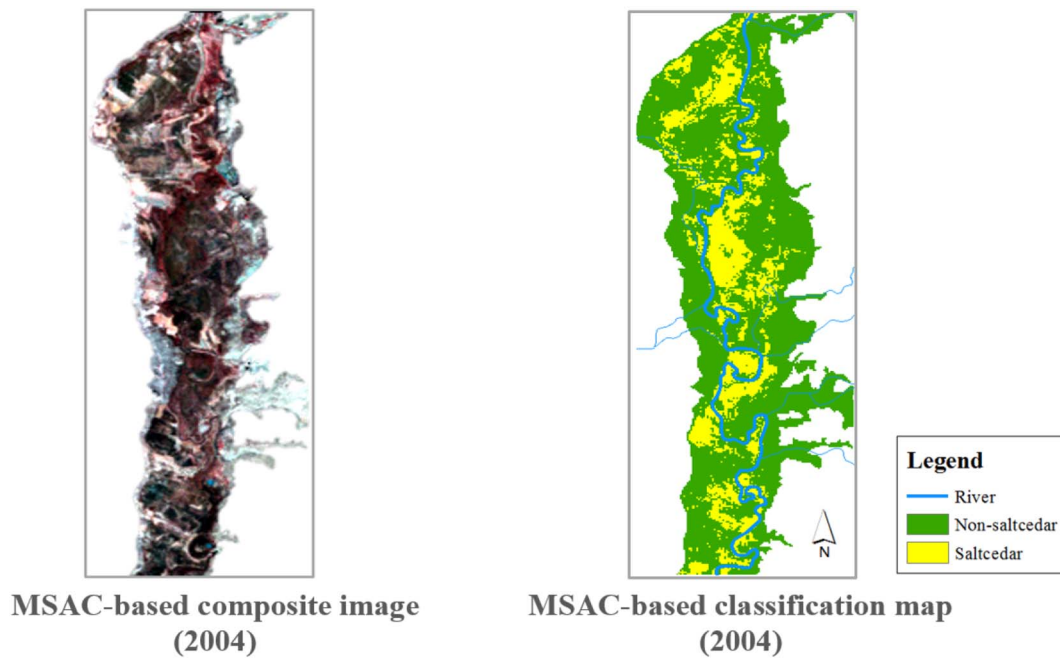 Legend
River
Non-saltcedar
Saltcedar
N
MSAC-based composite image
(2004)
MSAC-based classification map
(2004)